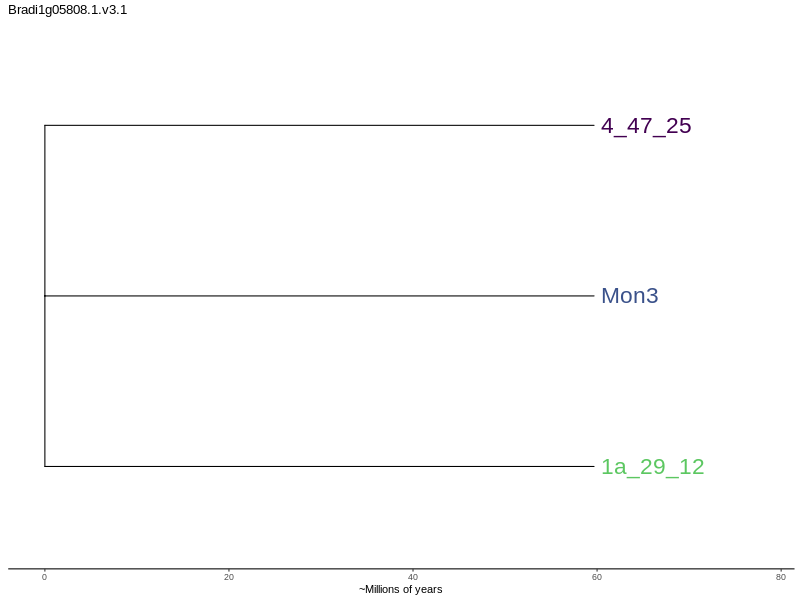 Bradi1g05808.1.v3.1
4_47_25
Mon3
1a_29_12
0 20 40 60 80
~Millions of years